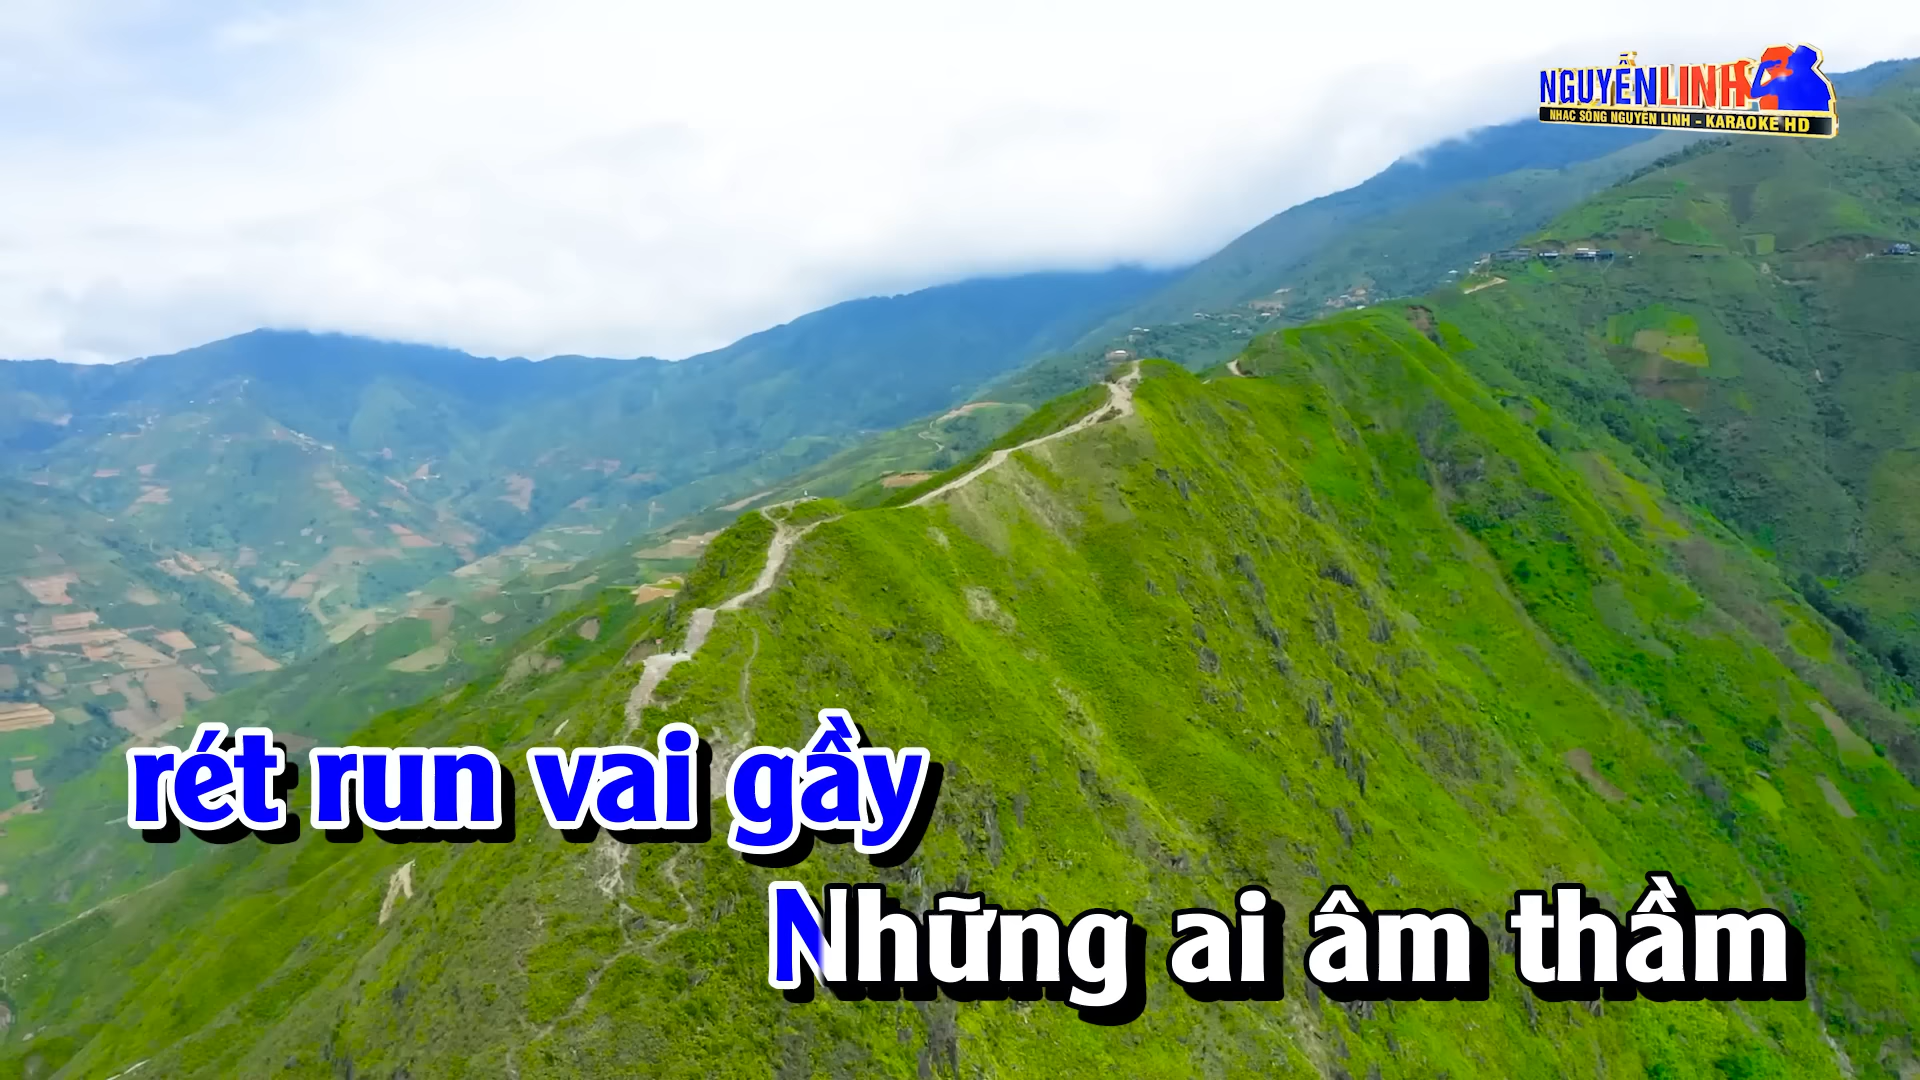 NGUYỄN LINH
NHẠC SỐNG NGUYỄN LINH - KARAOKE HD
rét run vai gầy
Những ai âm thầm